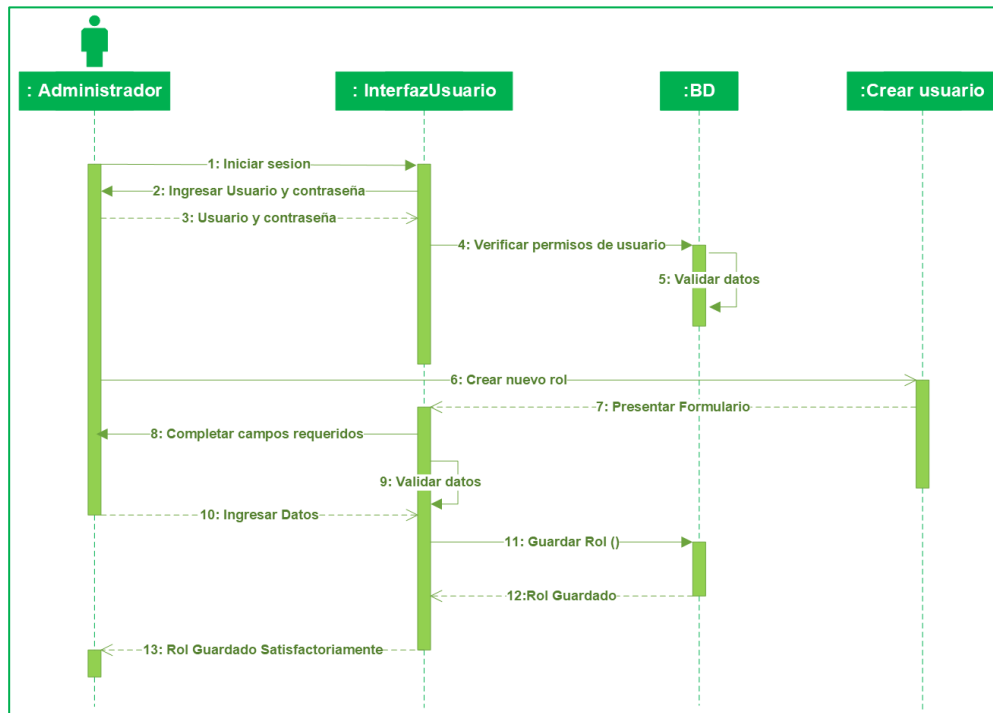 : Administrador
: InterfazUsuario
:BD
:Crear usuario
1: Iniciar sesion
2: Ingresar Usuario y contraseña
3: Usuario y contraseña
4: Verificar permisos de usuario
5: Validar datos
6: Crear nuevo rol
7: Presentar Formulario
8: Completar campos requeridos
9: Validar datos
10: Ingresar Datos
11: Guardar Rol ()
12:Rol Guardado
13: Rol Guardado Satisfactoriamente